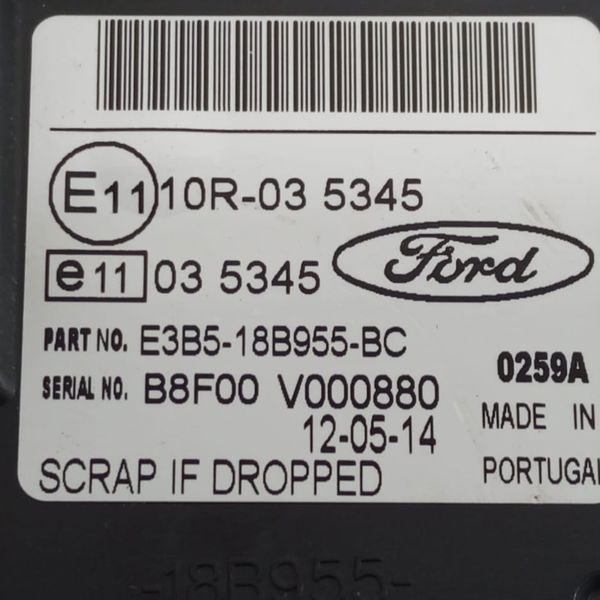 E11 10R-03 5345
e11 03 5345
Ford
PART NO. E3B5-18B955-BC
SERIAL NO. B8F00 V000880
12-05-14
0259A
MADE IN
PORTUGAL
SCRAP IF DROPPED
-18B955-